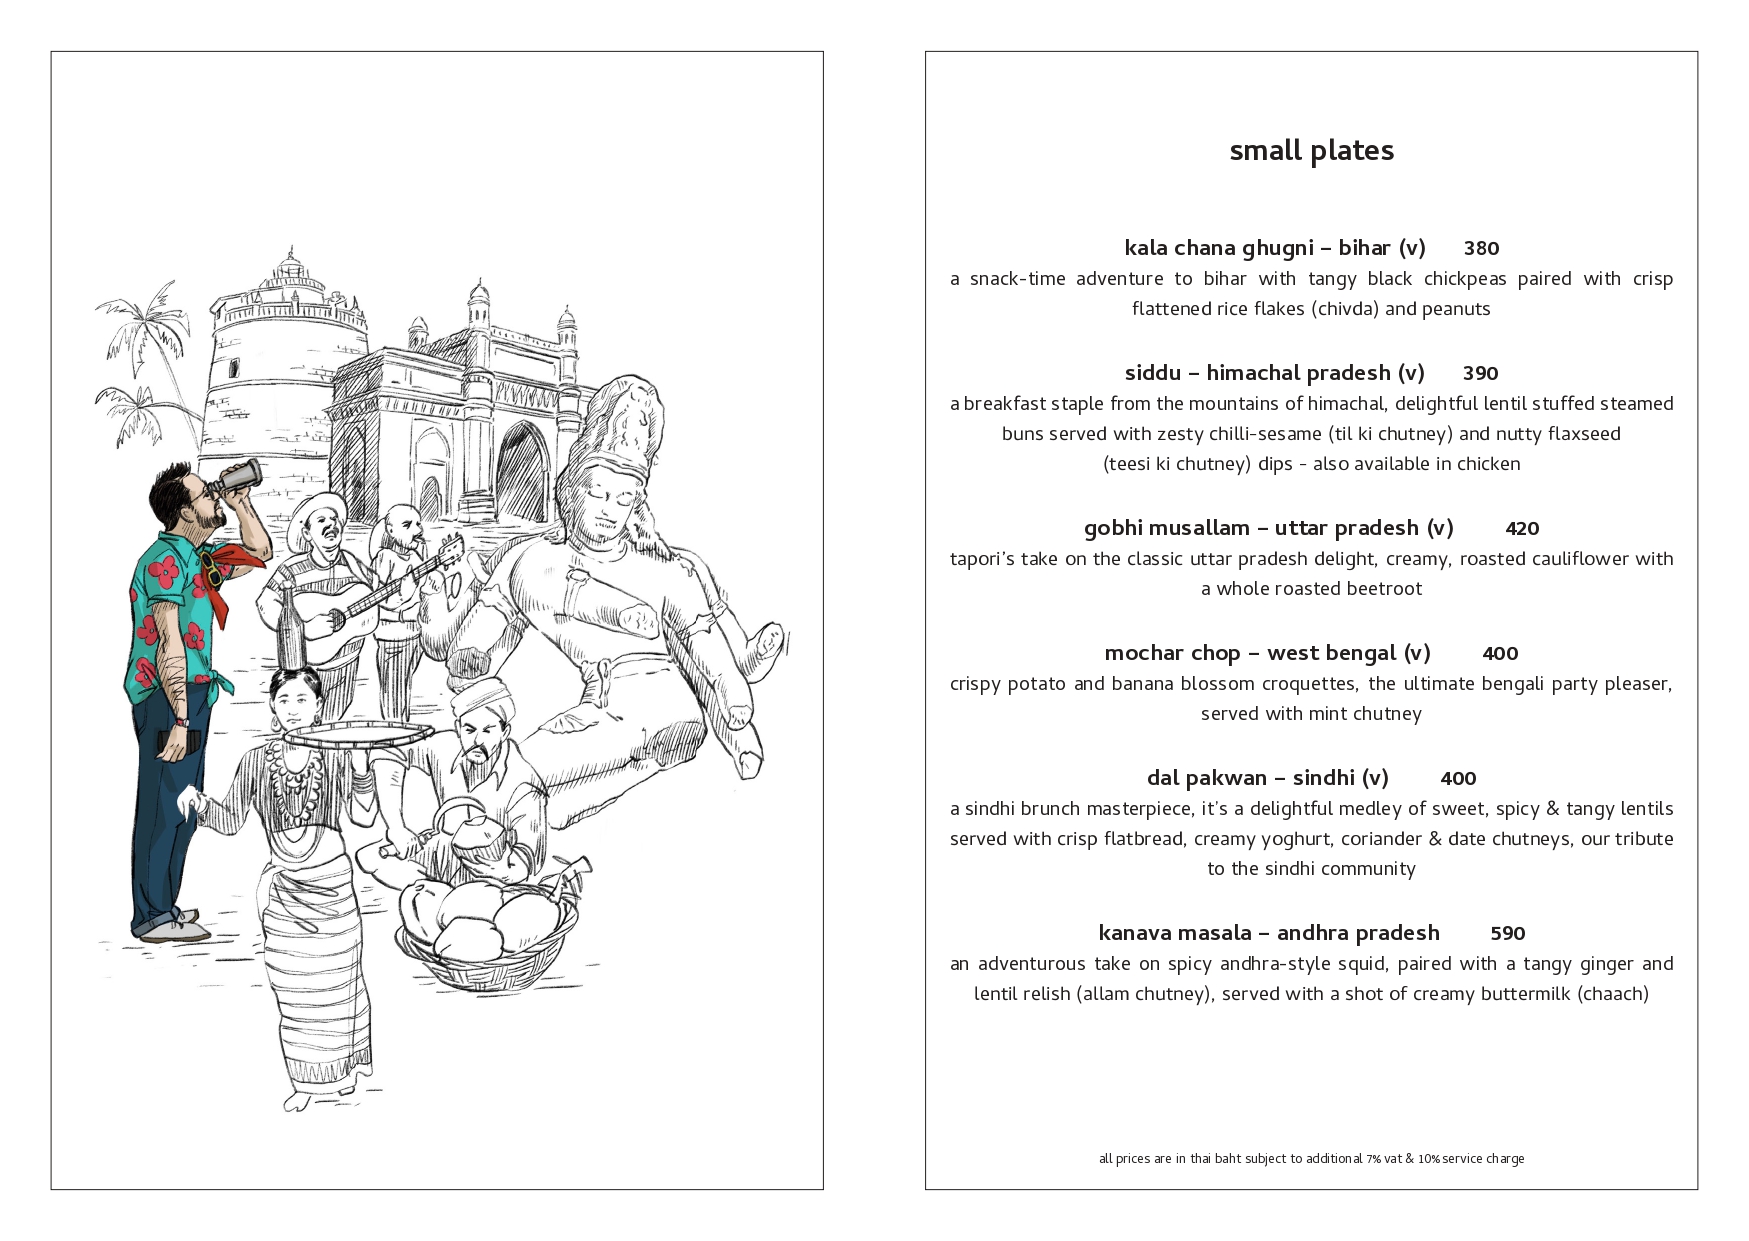 small plates
kala chana ghugni – bihar (v) 380
a snack-time adventure to bihar with tangy black chickpeas paired with crisp
flattened rice flakes (chivda) and peanuts
siddu – himachal pradesh (v) 390
a breakfast staple from the mountains of himachal, delightful lentil stuffed steamed
buns served with zesty chilli-sesame (til ki chutney) and nutty flaxseed
(teesi ki chutney) dips - also available in chicken
gobhi musallam – uttar pradesh (v) 420
tapori’s take on the classic uttar pradesh delight, creamy, roasted cauliflower with
a whole roasted beetroot
mochar chop – west bengal (v) 400
crispy potato and banana blossom croquettes, the ultimate bengali party pleaser,
served with mint chutney
dal pakwan – sindhi (v) 400
a sindhi brunch masterpiece, it's a delightful medley of sweet, spicy & tangy lentils
served with crisp flatbread, creamy yoghurt, coriander & date chutneys, our tribute
to the sindhi community
kanava masala – andhra pradesh 590
an adventurous take on spicy andhra-style squid, paired with a tangy ginger and
lentil relish (allam chutney), served with a shot of creamy buttermilk (chaach)
all prices are in thai baht subject to additional 7% vat & 10% service charge